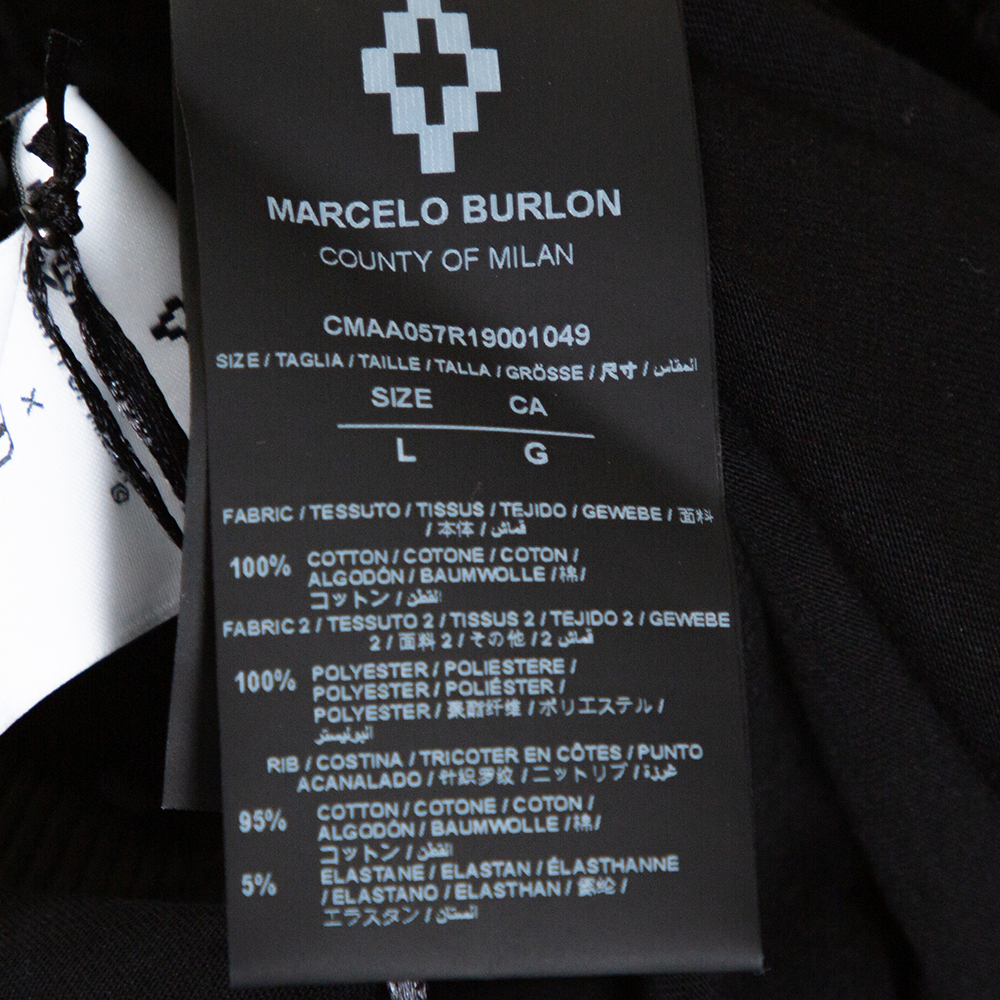 MARCELO BURLON
COUNTY OF MILAN
CMAA057R19001049
SIZE / TAGLIA / TAILLE / TALLA / GRÖSSE / 尺寸 / المقاس
SIZE CA
L G
FABRIC / TESSUTO / TISSUS / TEJIDO / GEWEBE / 面料
/ 本体 / قماش
100% COTTON / COTONE / COTON /
ALGODÓN / BAUMWOLLE / 棉 /
コットン / القطن
FABRIC 2 / TESSUTO 2 / TISSUS 2 / TEJIDO 2 / GEWEBE
2 / 面料 2 / その他 / 2 قماش
100% POLYESTER / POLIESTERE /
POLYESTER / POLIÉSTER /
POLYESTER / 聚酯纤维 / ポリエステル /
البوليستر
RIB / COSTINA / TRICOTER EN CÔTES / PUNTO
ACANALADO / 针织罗纹 / ニットリブ / غرزة
95% COTTON / COTONE / COTON /
ALGODÓN / BAUMWOLLE / 棉 /
コットン / القطن
5% ELASTANE / ELASTAN / ÉLASTHANNE
/ ELASTANO / ELASTHAN / 氨纶 /
エラスタン / الستان
©